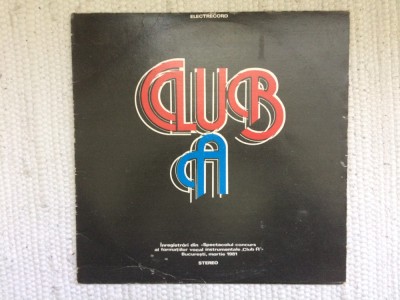 ELECTRECORD
CLUB
A
Înregistrări din «Spectacolul concurs
al formațiilor vocal instrumentale „Club A”»
București, martie 1981
STEREO